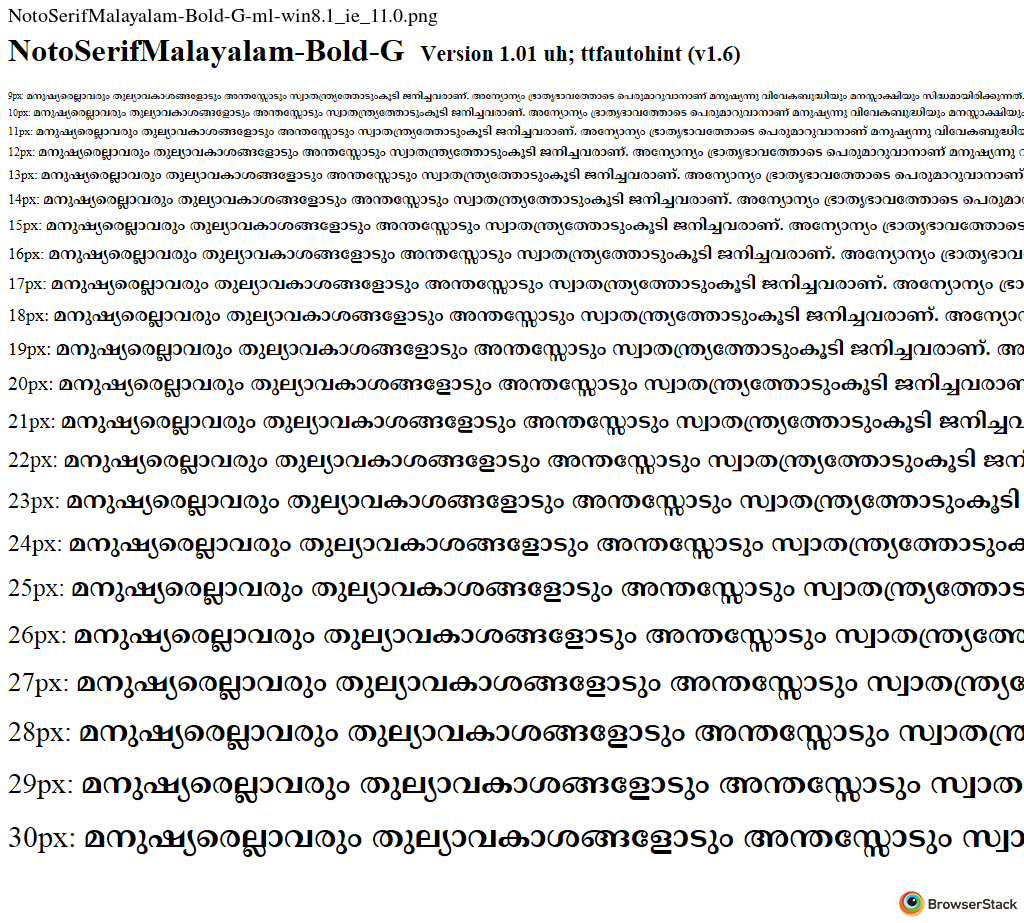 NotoSerifMalayalam-Bold-G-ml-win8.1_ie_11.0.png
NotoSerifMalayalam-Bold-G Version 1.01 uh; ttfautohint (v1.6)
9px: മനുഷ്യരെല്ലാവരും തുല്യാവകാശങ്ങളോടും അന്തസ്സോടും സ്വാതന്ത്ര്യത്തോടുംകൂടി ജനിച്ചവരാണ്. അന്യോന്യം ഭ്രാതൃഭാവത്തോടെ പെരുമാറുവാനാണ് മനുഷ്യന്നു വിവേകബുദ്ധിയും മനസ്സാക്ഷിയും സിദ്ധമായിരിക്കുന്നത്.
10px: മനുഷ്യരെല്ലാവരും തുല്യാവകാശങ്ങളോടും അന്തസ്സോടും സ്വാതന്ത്ര്യത്തോടുംകൂടി ജനിച്ചവരാണ്. അന്യോന്യം ഭ്രാതൃഭാവത്തോടെ പെരുമാറുവാനാണ് മനുഷ്യന്നു വിവേകബുദ്ധിയും മനസ്സാക്ഷിയും
11px: മനുഷ്യരെല്ലാവരും തുല്യാവകാശങ്ങളോടും അന്തസ്സോടും സ്വാതന്ത്ര്യത്തോടുംകൂടി ജനിച്ചവരാണ്. അന്യോന്യം ഭ്രാതൃഭാവത്തോടെ പെരുമാറുവാനാണ് മനുഷ്യന്നു വിവേകബുദ്ധിയ
12px: മനുഷ്യരെല്ലാവരും തുല്യാവകാശങ്ങളോടും അന്തസ്സോടും സ്വാതന്ത്ര്യത്തോടുംകൂടി ജനിച്ചവരാണ്. അന്യോന്യം ഭ്രാതൃഭാവത്തോടെ പെരുമാറുവാനാണ് മനുഷ്യന്നു
13px: മനുഷ്യരെല്ലാവരും തുല്യാവകാശങ്ങളോടും അന്തസ്സോടും സ്വാതന്ത്ര്യത്തോടുംകൂടി ജനിച്ചവരാണ്. അന്യോന്യം ഭ്രാതൃഭാവത്തോടെ പെരുമാറുവാനാണ്
14px: മനുഷ്യരെല്ലാവരും തുല്യാവകാശങ്ങളോടും അന്തസ്സോടും സ്വാതന്ത്ര്യത്തോടുംകൂടി ജനിച്ചവരാണ്. അന്യോന്യം ഭ്രാതൃഭാവത്തോടെ പെരുമാ
15px: മനുഷ്യരെല്ലാവരും തുല്യാവകാശങ്ങളോടും അന്തസ്സോടും സ്വാതന്ത്ര്യത്തോടുംകൂടി ജനിച്ചവരാണ്. അന്യോന്യം ഭ്രാതൃഭാവത്തോടെ
16px: മനുഷ്യരെല്ലാവരും തുല്യാവകാശങ്ങളോടും അന്തസ്സോടും സ്വാതന്ത്ര്യത്തോടുംകൂടി ജനിച്ചവരാണ്. അന്യോന്യം ഭ്രാതൃഭാവ
17px: മനുഷ്യരെല്ലാവരും തുല്യാവകാശങ്ങളോടും അന്തസ്സോടും സ്വാതന്ത്ര്യത്തോടുംകൂടി ജനിച്ചവരാണ്. അന്യോന്യം ഭ്രാ
18px: മനുഷ്യരെല്ലാവരും തുല്യാവകാശങ്ങളോടും അന്തസ്സോടും സ്വാതന്ത്ര്യത്തോടുംകൂടി ജനിച്ചവരാണ്. അന്യോന
19px: മനുഷ്യരെല്ലാവരും തുല്യാവകാശങ്ങളോടും അന്തസ്സോടും സ്വാതന്ത്ര്യത്തോടുംകൂടി ജനിച്ചവരാണ്. അ
20px: മനുഷ്യരെല്ലാവരും തുല്യാവകാശങ്ങളോടും അന്തസ്സോടും സ്വാതന്ത്ര്യത്തോടുംകൂടി ജനിച്ചവരാണ
21px: മനുഷ്യരെല്ലാവരും തുല്യാവകാശങ്ങളോടും അന്തസ്സോടും സ്വാതന്ത്ര്യത്തോടുംകൂടി ജനിച്ചവ
22px: മനുഷ്യരെല്ലാവരും തുല്യാവകാശങ്ങളോടും അന്തസ്സോടും സ്വാതന്ത്ര്യത്തോടുംകൂടി ജനി
23px: മനുഷ്യരെല്ലാവരും തുല്യാവകാശങ്ങളോടും അന്തസ്സോടും സ്വാതന്ത്ര്യത്തോടുംകൂടി
24px: മനുഷ്യരെല്ലാവരും തുല്യാവകാശങ്ങളോടും അന്തസ്സോടും സ്വാതന്ത്ര്യത്തോടുംക
25px: മനുഷ്യരെല്ലാവരും തുല്യാവകാശങ്ങളോടും അന്തസ്സോടും സ്വാതന്ത്ര്യത്തോട
26px: മനുഷ്യരെല്ലാവരും തുല്യാവകാശങ്ങളോടും അന്തസ്സോടും സ്വാതന്ത്ര്യത്തോ
27px: മനുഷ്യരെല്ലാവരും തുല്യാവകാശങ്ങളോടും അന്തസ്സോടും സ്വാതന്ത്ര്യ
28px: മനുഷ്യരെല്ലാവരും തുല്യാവകാശങ്ങളോടും അന്തസ്സോടും സ്വാതന്ത്ര
29px: മനുഷ്യരെല്ലാവരും തുല്യാവകാശങ്ങളോടും അന്തസ്സോടും സ്വാത
30px: മനുഷ്യരെല്ലാവരും തുല്യാവകാശങ്ങളോടും അന്തസ്സോടും സ്വാ
BrowserStack